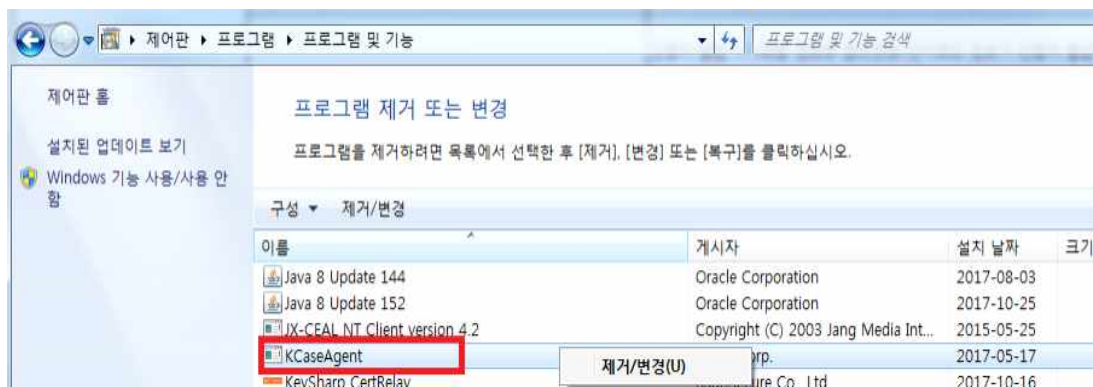 제어판 ▸ 프로그램 ▸ 프로그램 및 기능
프로그램 및 기능 검색
제어판 홈
설치된 업데이트 보기
Windows 기능 사용/사용 안
함
프로그램 제거 또는 변경
프로그램을 제거하려면 목록에서 선택한 후 [제거], [변경] 또는 [복구]를 클릭하십시오.
구성 ▾ 제거/변경
이름 게시자 설치 날짜 크기
Java 8 Update 144 Oracle Corporation 2017-08-03
Java 8 Update 152 Oracle Corporation 2017-10-25
JX-CEAL NT Client version 4.2 Copyright (C) 2003 Jang Media Int... 2015-05-25
KCaseAgent 제거/변경(U) orp. 2017-05-17
KeySharp CertRelay Co., Ltd 2017-10-16